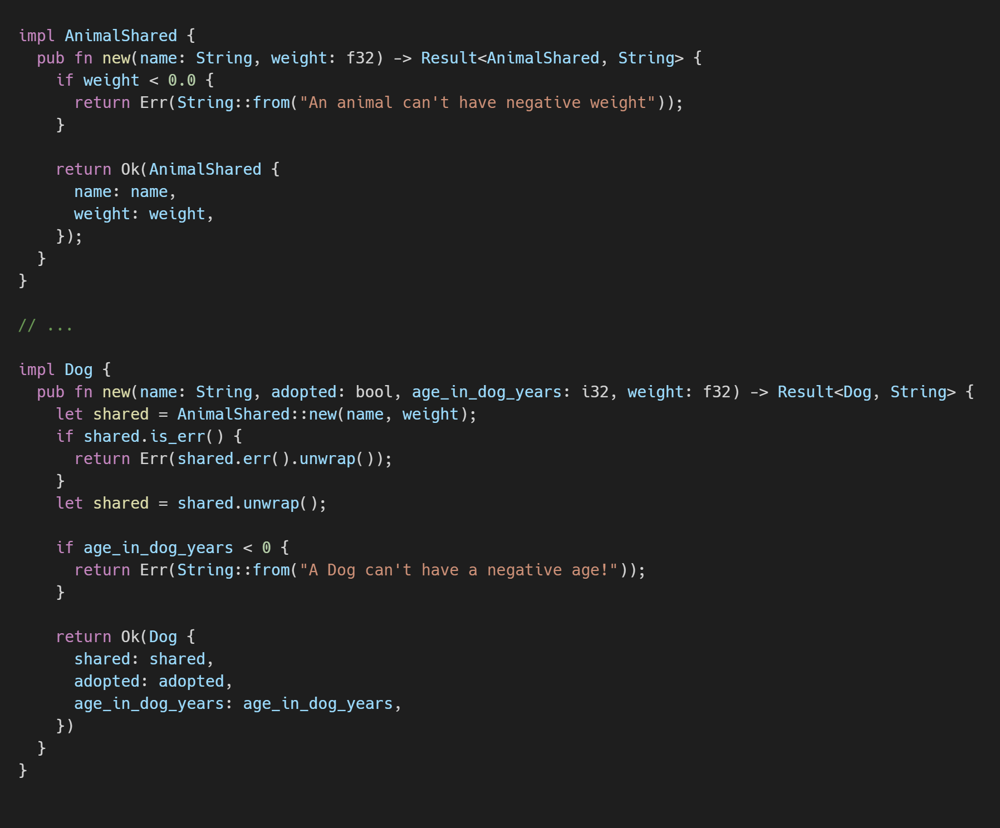 impl AnimalShared {
  pub fn new(name: String, weight: f32) -> Result<AnimalShared, String> {
    if weight < 0.0 {
      return Err(String::from("An animal can't have negative weight"));
    }

    return Ok(AnimalShared {
      name: name,
      weight: weight,
    });
  }
}

// ...

impl Dog {
  pub fn new(name: String, adopted: bool, age_in_dog_years: i32, weight: f32) -> Result<Dog, String> {
    let shared = AnimalShared::new(name, weight);
    if shared.is_err() {
      return Err(shared.err().unwrap());
    }
    let shared = shared.unwrap();

    if age_in_dog_years < 0 {
      return Err(String::from("A Dog can't have a negative age!"));
    }

    return Ok(Dog {
      shared: shared,
      adopted: adopted,
      age_in_dog_years: age_in_dog_years,
    })
  }
}